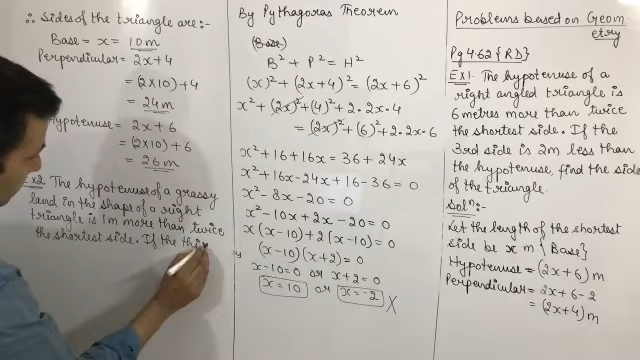 ∴ Sides of the triangle are:-
Base = x = 10m
Perpendicular = 2x+4
= (2×10)+4
= 24m
Hypotenuse = 2x+6
= (2×10)+6
= 26m
Ex2. The hypotenuse of a grassy
land in the shape of a right
triangle is 1m more than twice
the shortest side. If the thir
By Pythagoras Theorem
(Base)
B² + P² = H²
(x)² + (2x+4)² = (2x+6)²
x² + (2x)² + (4)² + 2·2x·4
= (2x)² + (6)² + 2·2x·6
x² + 16 + 16x = 36 + 24x
x² + 16x - 24x + 16 - 36 = 0
x² - 8x - 20 = 0
x² - 10x + 2x - 20 = 0
x(x-10) + 2(x-10) = 0
(x-10)(x+2) = 0
x-10=0 or x+2=0
x=10 or x=-2 X
Problems based on Geom
etry
Pg 4.62 {RD}
Ex1. The hypotenuse of a
right angled triangle is
6 metres more than twice
the shortest side. If the
3rd side is 2m less than
the hypotenuse, find the sides
of the triangle.
Solⁿ:-
Let the length of the shortest
side be x m {Base}
Hypotenuse = (2x+6) m
Perpendicular = 2x+6-2
= (2x+4) m